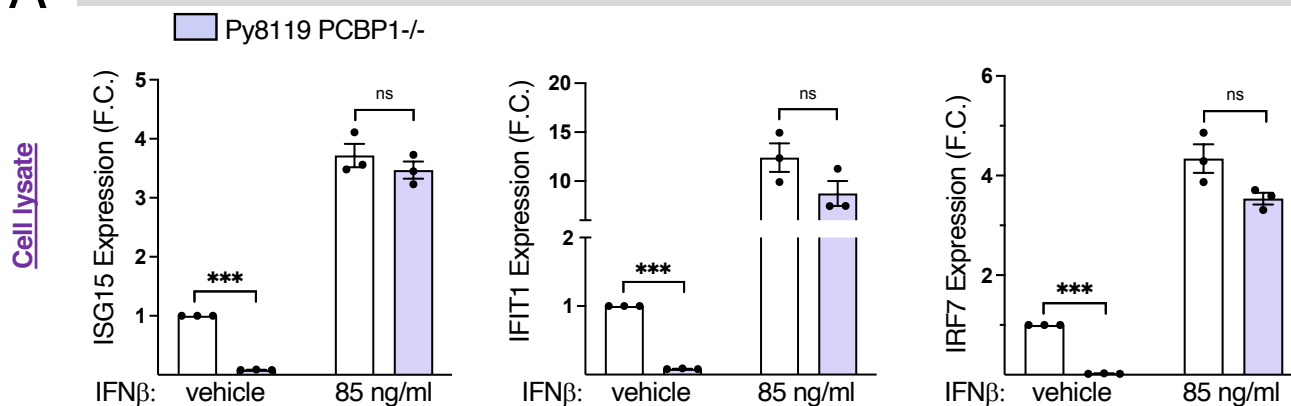 A
Py8119 PCBP1-/-
Cell lysate
ISG15 Expression (F.C.)
5
4
3
2
1
***
ns
IFNβ: vehicle 85 ng/ml
IFIT1 Expression (F.C.)
20
15
10
2
1
***
ns
IFNβ: vehicle 85 ng/ml
IRF7 Expression (F.C.)
6
4
2
***
ns
IFNβ: vehicle 85 ng/ml